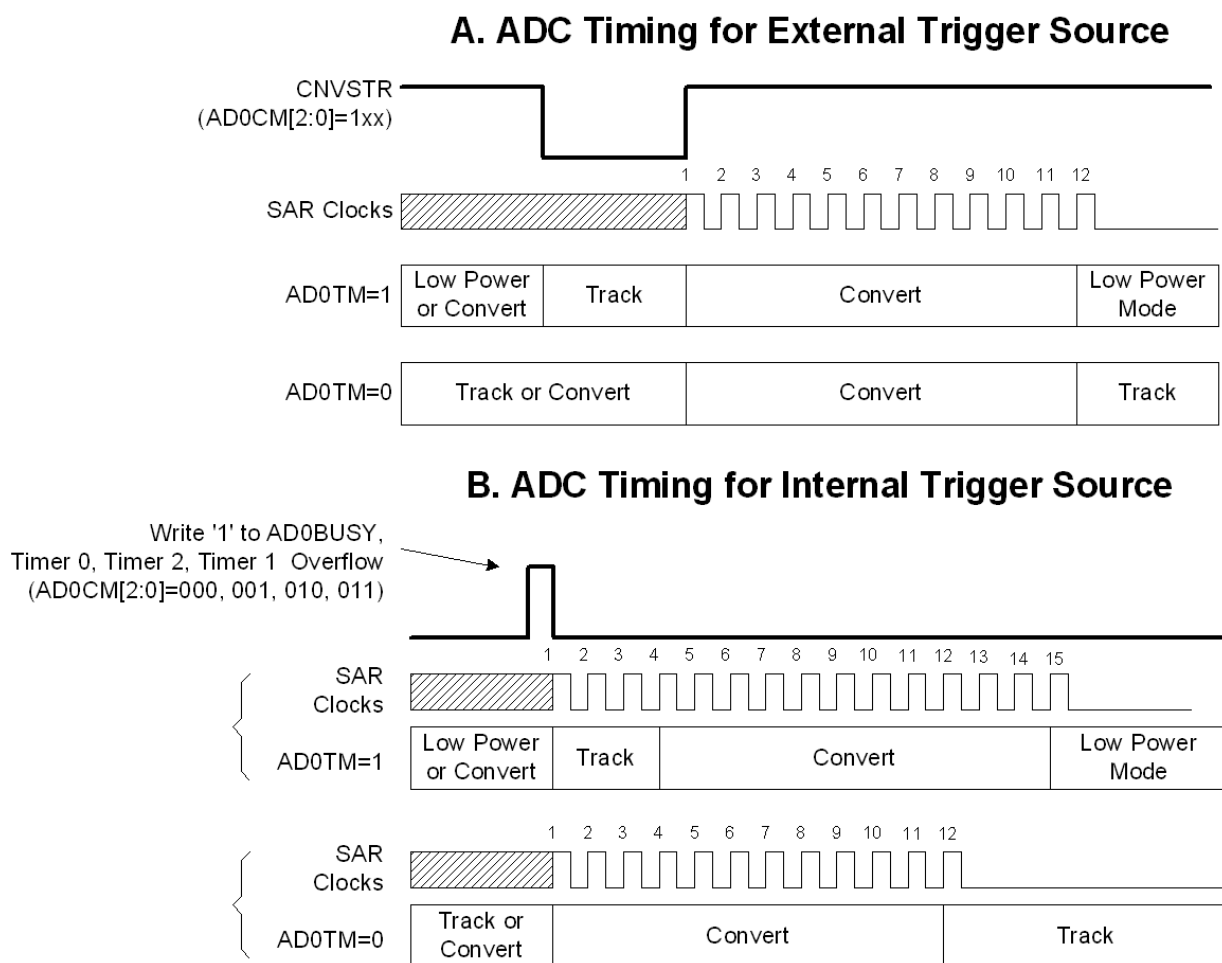 A. ADC Timing for External Trigger Source
CNVSTR
(AD0CM[2:0]=1xx)
1 2 3 4 5 6 7 8 9 10 11 12
SAR Clocks
AD0TM=1
Low Power
or Convert
Track
Convert
Low Power
Mode
AD0TM=0
Track or Convert
Convert
Track
B. ADC Timing for Internal Trigger Source
Write '1' to AD0BUSY,
Timer 0, Timer 2, Timer 1 Overflow
(AD0CM[2:0]=000, 001, 010, 011)
1 2 3 4 5 6 7 8 9 10 11 12 13 14 15
SAR
Clocks
AD0TM=1
Low Power
or Convert
Track
Convert
Low Power
Mode
1 2 3 4 5 6 7 8 9 10 11 12
SAR
Clocks
AD0TM=0
Track or
Convert
Convert
Track